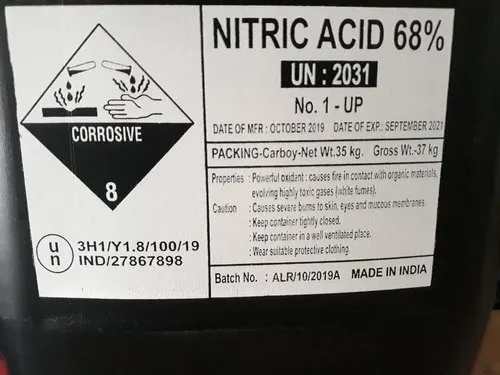 NITRIC ACID 68%
UN : 2031
No. 1 - UP
DATE OF MFR : OCTOBER 2019 DATE OF EXP.: SEPTEMBER 2021
PACKING-Carboy-Net Wt.35 kg. Gross Wt.-37 kg
Properties : Powerful oxidant : causes fire in contact with organic materials,
evolving highly toxic gases (white fumes).
Caution : Causes severe burns to skin, eyes and mucous membranes
: Keep container tightly closed.
: Keep container in a well ventilated place.
: Wear suitable protective clothing.
Batch No. : ALR/10/2019A MADE IN INDIA
CORROSIVE
8
un
3H1/Y1.8/100/19
IND/27867898